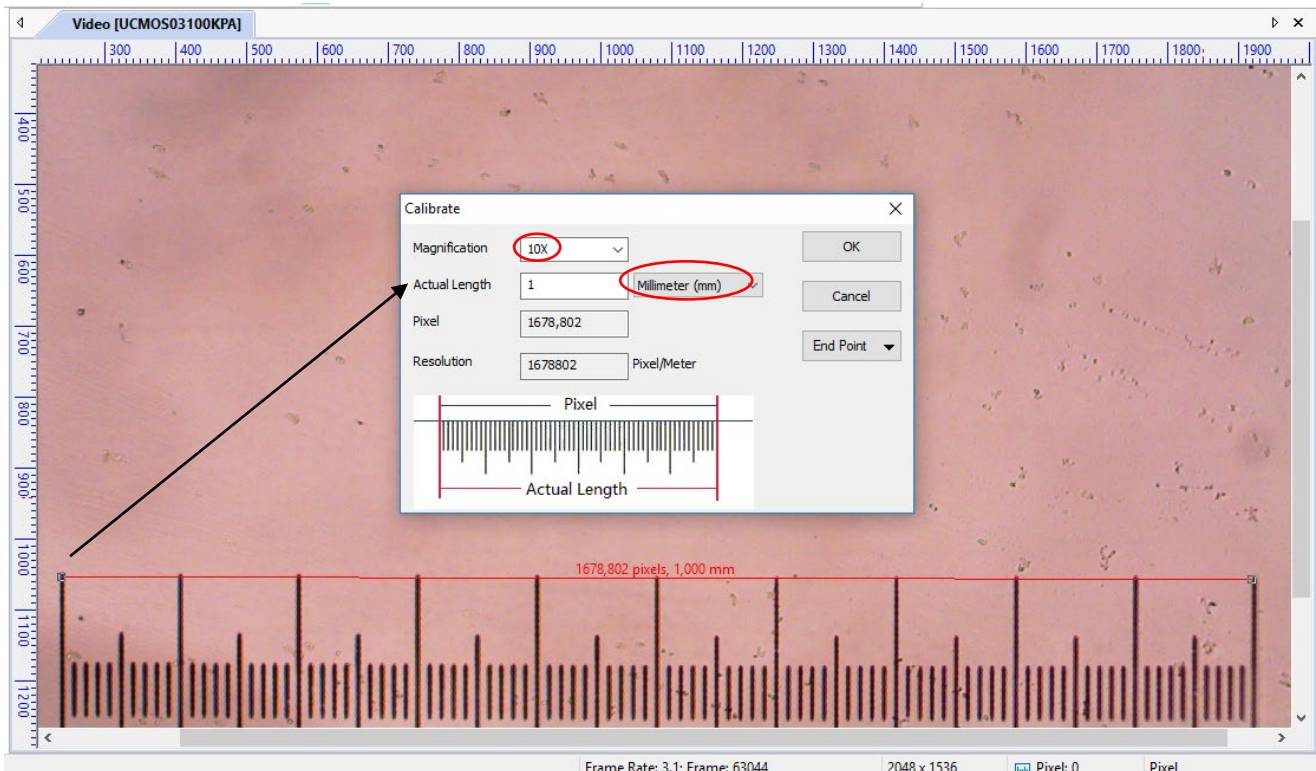 Video [UCMOS03100KPA]
300 400 500 600 700 800 900 1000 1100 1200 1300 1400 1500 1600 1700 1800 1900
400
500
600
700
800
900
1000
1100
1200
Calibrate
Magnification 10X OK
Actual Length 1 Millimeter (mm) Cancel
Pixel 1678,802 End Point
Resolution 1678802 Pixel/Meter
Pixel
Actual Length
1678,802 pixels, 1,000 mm
Frame Rate: 3.1; Frame: 63044 2048 x 1536 Pixel: 0 Pixel